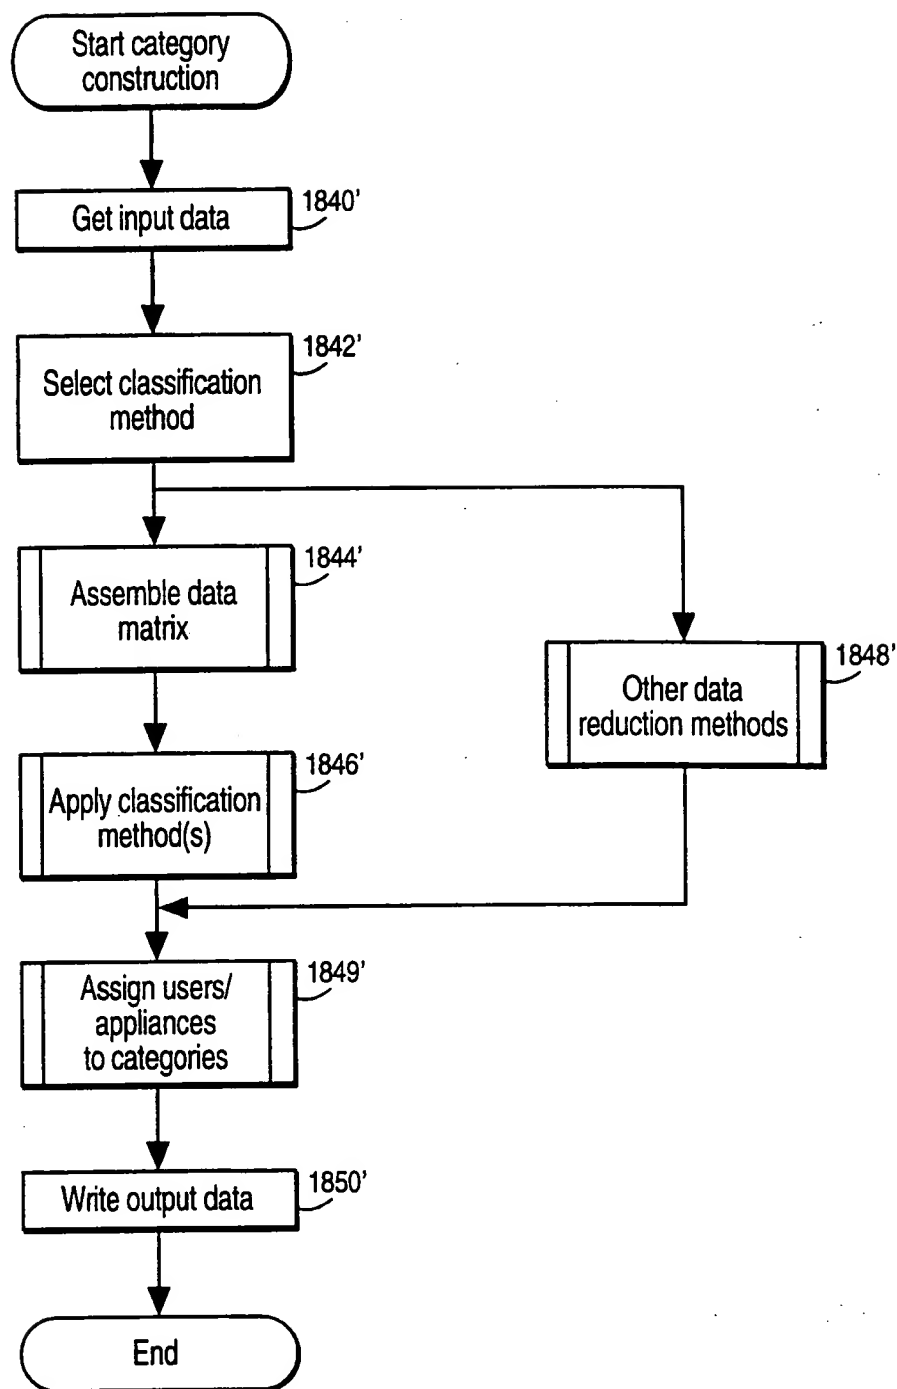 Start category
construction
Get input data
1840'
Select classification
method
1842'
Assemble data
matrix
1844'
Other data
reduction methods
1848'
Apply classification
method(s)
1846'
Assign users/
appliances
to categories
1849'
Write output data
1850'
End